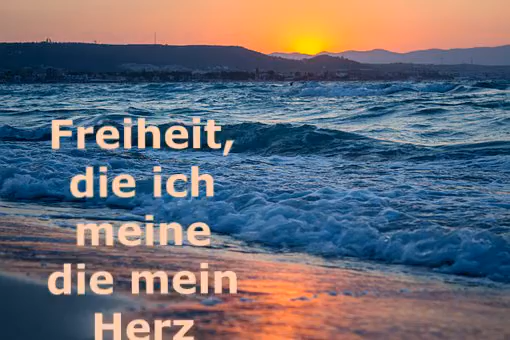 Freiheit,
die ich
meine
die mein
Herz